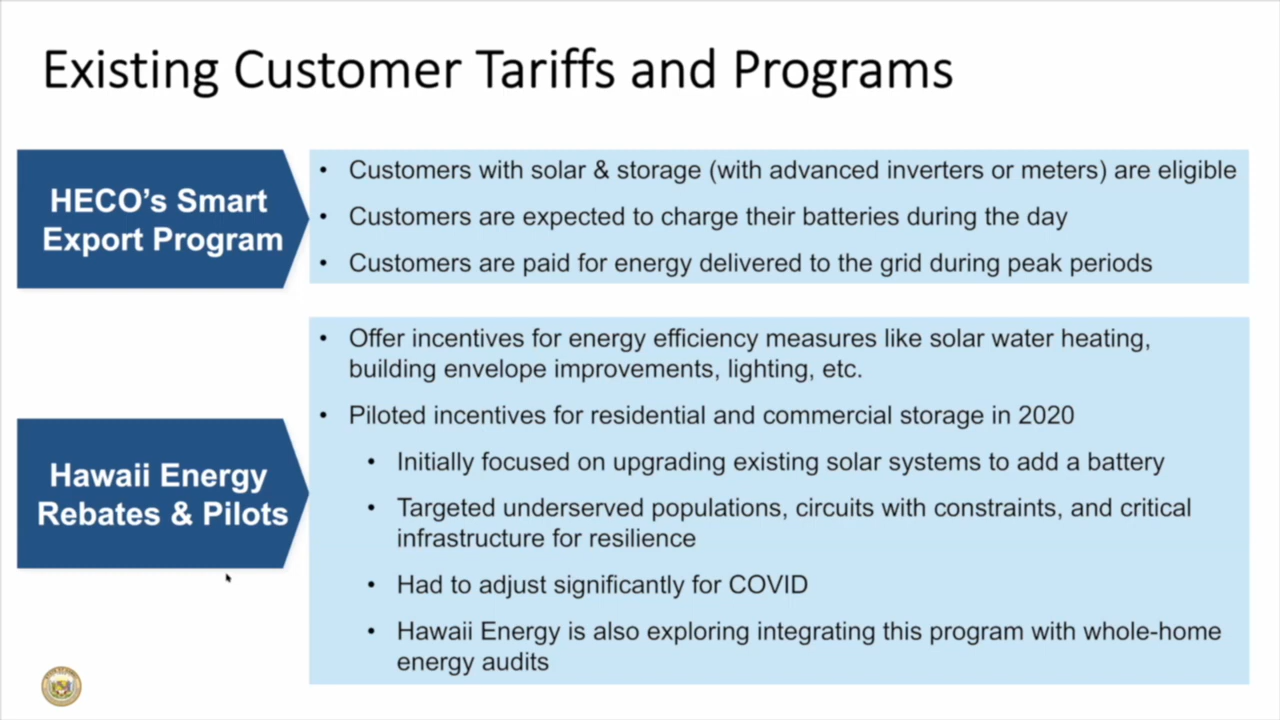 Existing Customer Tariffs and Programs
HECO’s Smart
Export Program
• Customers with solar & storage (with advanced inverters or meters) are eligible
• Customers are expected to charge their batteries during the day
• Customers are paid for energy delivered to the grid during peak periods
Hawaii Energy
Rebates & Pilots
• Offer incentives for energy efficiency measures like solar water heating,
building envelope improvements, lighting, etc.
• Piloted incentives for residential and commercial storage in 2020
• Initially focused on upgrading existing solar systems to add a battery
• Targeted underserved populations, circuits with constraints, and critical
infrastructure for resilience
• Had to adjust significantly for COVID
• Hawaii Energy is also exploring integrating this program with whole-home
energy audits